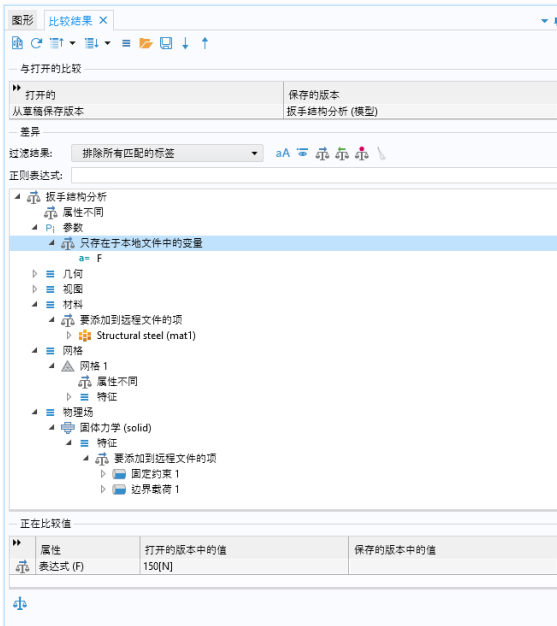 图形 比较结果
与打开的比较
打开的 保存的版本
从草稿保存版本 扳手结构分析 (模型)
差异
过滤结果: 排除所有匹配的标签 aA
正则表达式:
扳手结构分析
属性不同
Pi 参数
只存在于本地文件中的变量
a= F
几何
视图
材料
要添加到远程文件的项
Structural steel (mat1)
网格
网格 1
属性不同
特征
物理场
固体力学 (solid)
特征
要添加到远程文件的项
固定约束 1
边界载荷 1
正在比较值
属性 打开的版本中的值 保存的版本中的值
表达式 (F) 150[N]